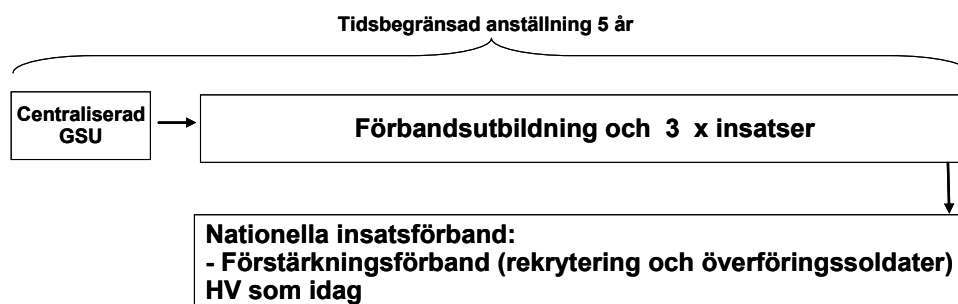 Tidsbegränsad anställning 5 år
Centraliserad
GSU
Förbandsutbildning och 3 x insatser
Nationella insatsförband:
- Förstärkningsförband (rekrytering och överföringssoldater)
HV som idag